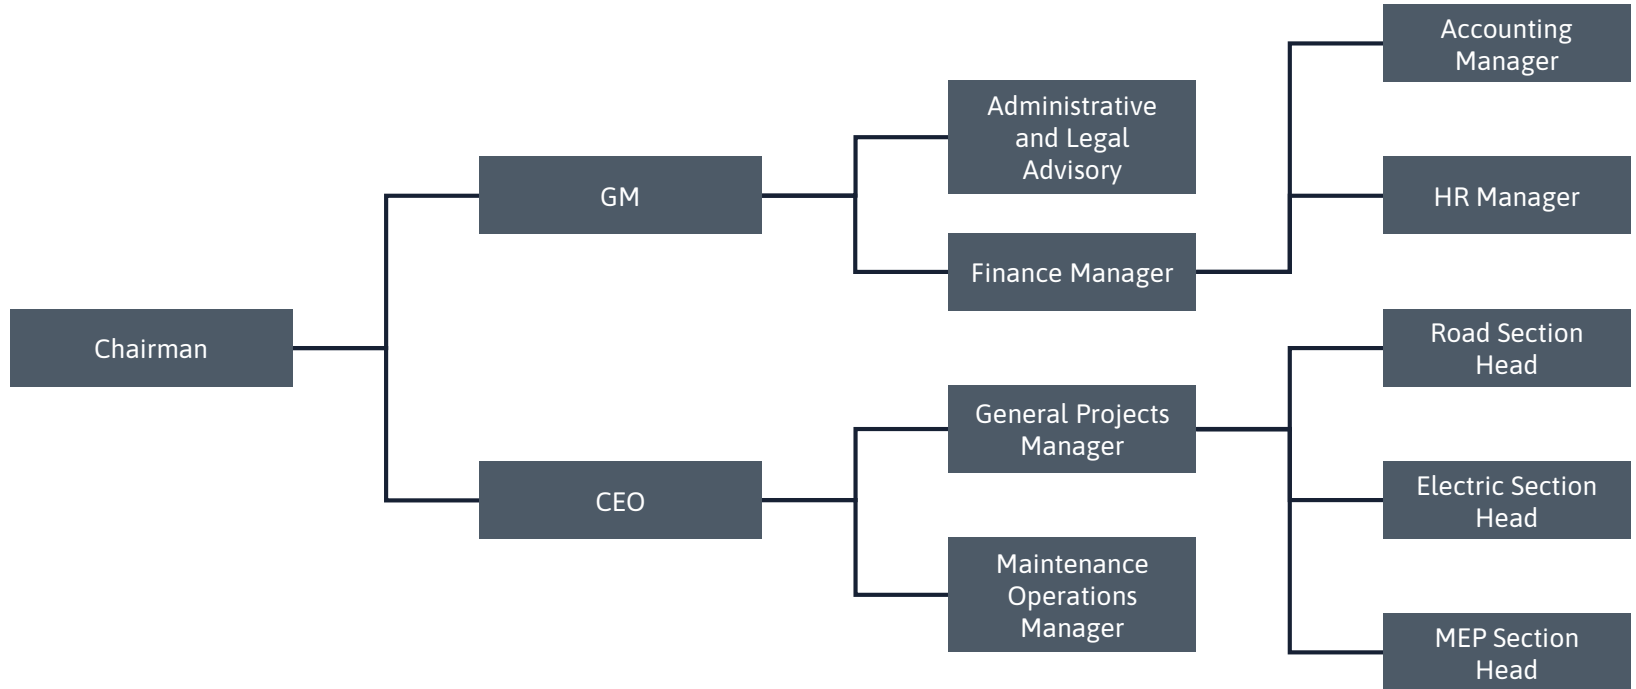 Chairman
GM
CEO
Administrative
and Legal
Advisory
Finance Manager
General Projects
Manager
Maintenance
Operations
Manager
Accounting
Manager
HR Manager
Road Section
Head
Electric Section
Head
MEP Section
Head